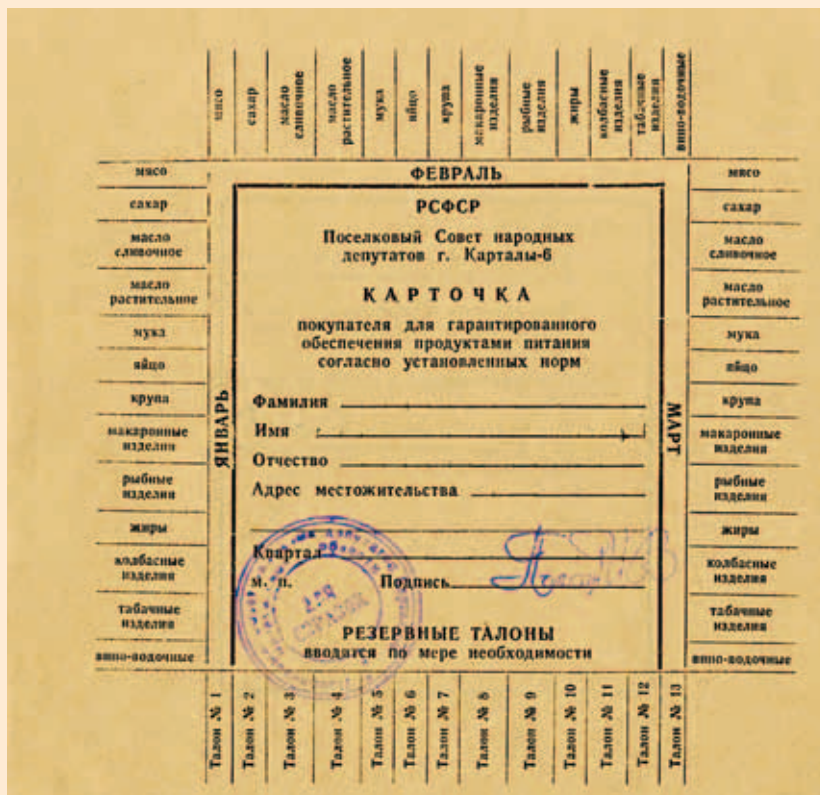 мясо
сахар
масло
сливочное
масло
растительное
мука
яйцо
крупа
макаронные
изделия
рыбные
изделия
жиры
колбасные
изделия
табачные
изделия
вино-водочные
ФЕВРАЛЬ
мясо
сахар
масло
сливочное
масло
растительное
мука
яйцо
крупа
макаронные
изделия
рыбные
изделия
жиры
колбасные
изделия
табачные
изделия
вино-водочные
ЯНВАРЬ
РСФСР
Поселковый Совет народных
депутатов г. Карталы-6
КАРТОЧКА
покупателя для гарантированного
обеспечения продуктами питания
согласно установленных норм
Фамилия
Имя
Отчество
Адрес местожительства
Квартал
м. п. Подпись
ДЛЯ
СПРАВОК
РЕЗЕРВНЫЕ ТАЛОНЫ
вводятся по мере необходимости
МАРТ
мясо
сахар
масло
сливочное
масло
растительное
мука
яйцо
крупа
макаронные
изделия
рыбные
изделия
жиры
колбасные
изделия
табачные
изделия
вино-водочные
Талон № 1
Талон № 2
Талон № 3
Талон № 4
Талон № 5
Талон № 6
Талон № 7
Талон № 8
Талон № 9
Талон № 10
Талон № 11
Талон № 12
Талон № 13